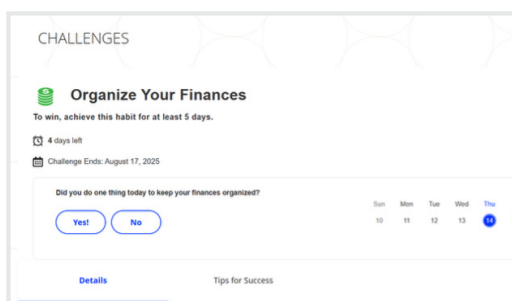 CHALLENGES
Organize Your Finances
To win, achieve this habit for at least 5 days.
4 days left
Challenge Ends: August 17, 2025
Did you do one thing today to keep your finances organized?
Sun Mon Tue Wed Thu
Yes! No
10 11 12 13 14
Details Tips for Success